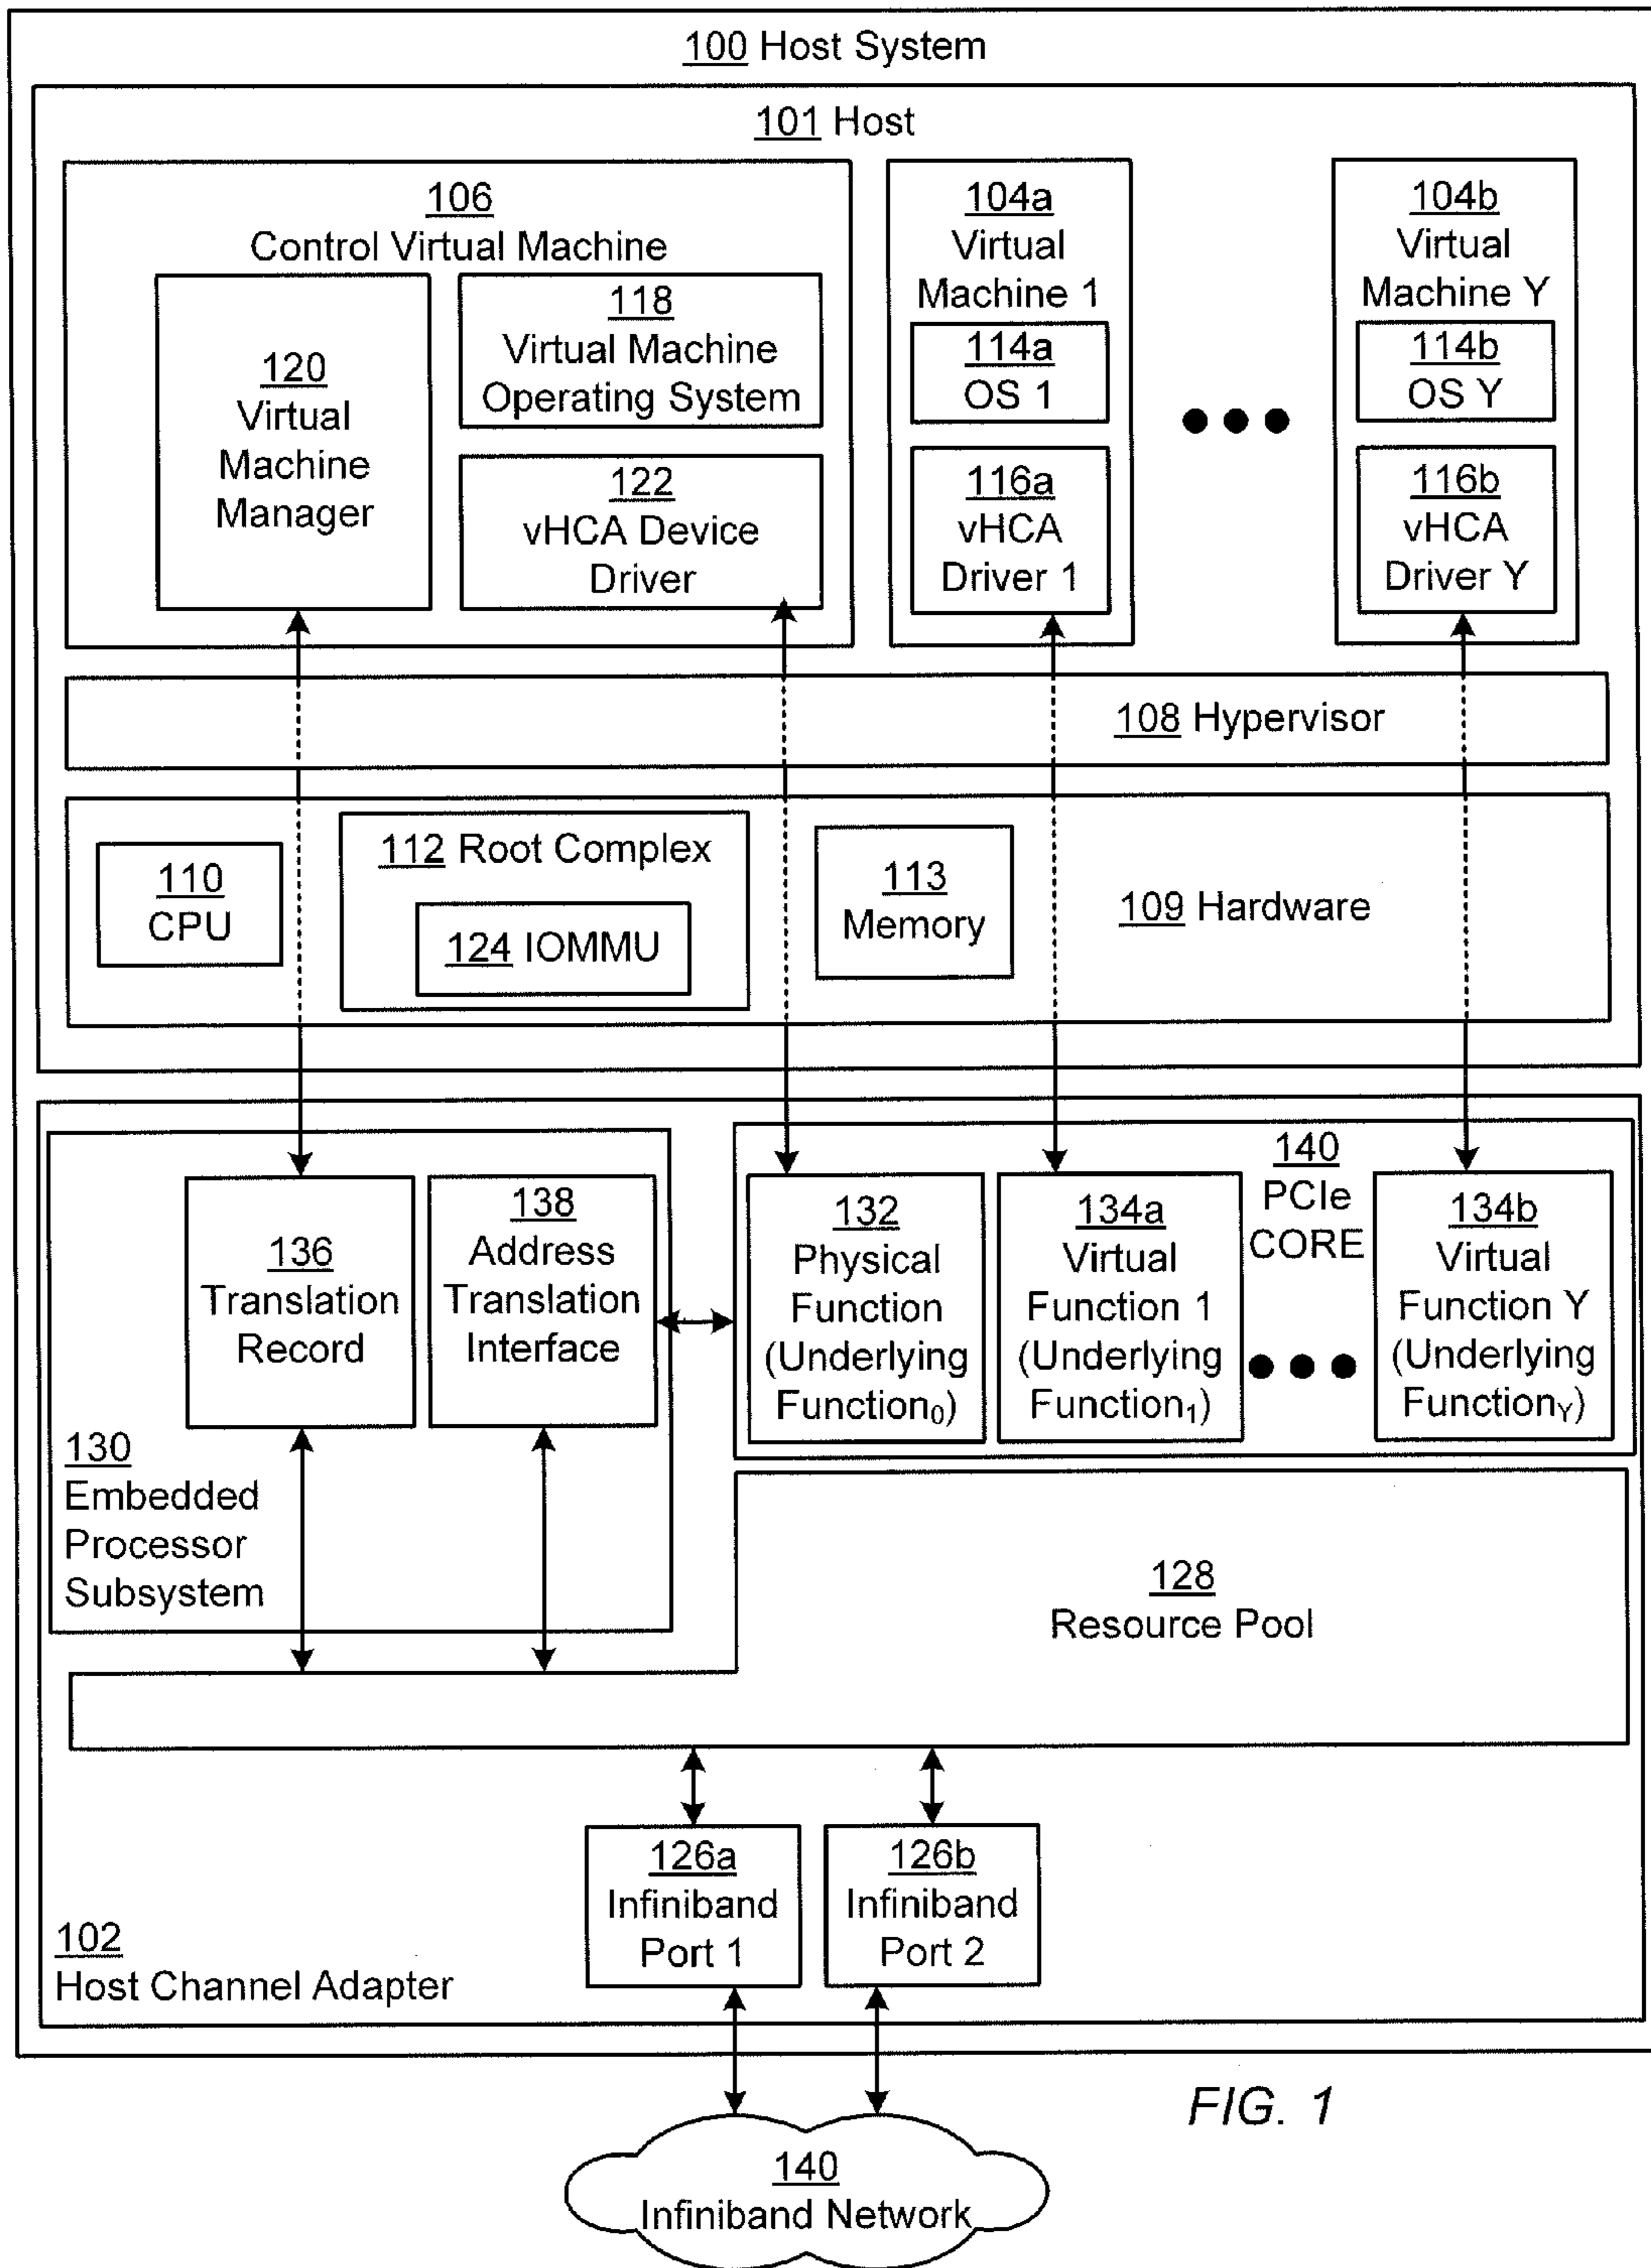 100 Host System
101 Host
106
Control Virtual Machine
120
Virtual
Machine
Manager
118
Virtual Machine
Operating System
122
vHCA Device
Driver
104a
Virtual
Machine 1
114a
OS 1
116a
vHCA
Driver 1
104b
Virtual
Machine Y
114b
OS Y
116b
vHCA
Driver Y
108 Hypervisor
110
CPU
112 Root Complex
124 IOMMU
113
Memory
109 Hardware
136
Translation
Record
138
Address
Translation
Interface
130
Embedded
Processor
Subsystem
132
Physical
Function
(Underlying
Function₀)
134a
Virtual
Function 1
(Underlying
Function₁)
140
PCIe
CORE
134b
Virtual
Function Y
(Underlying
FunctionY)
128
Resource Pool
126a
Infiniband
Port 1
126b
Infiniband
Port 2
102
Host Channel Adapter
FIG. 1
140
Infiniband Network